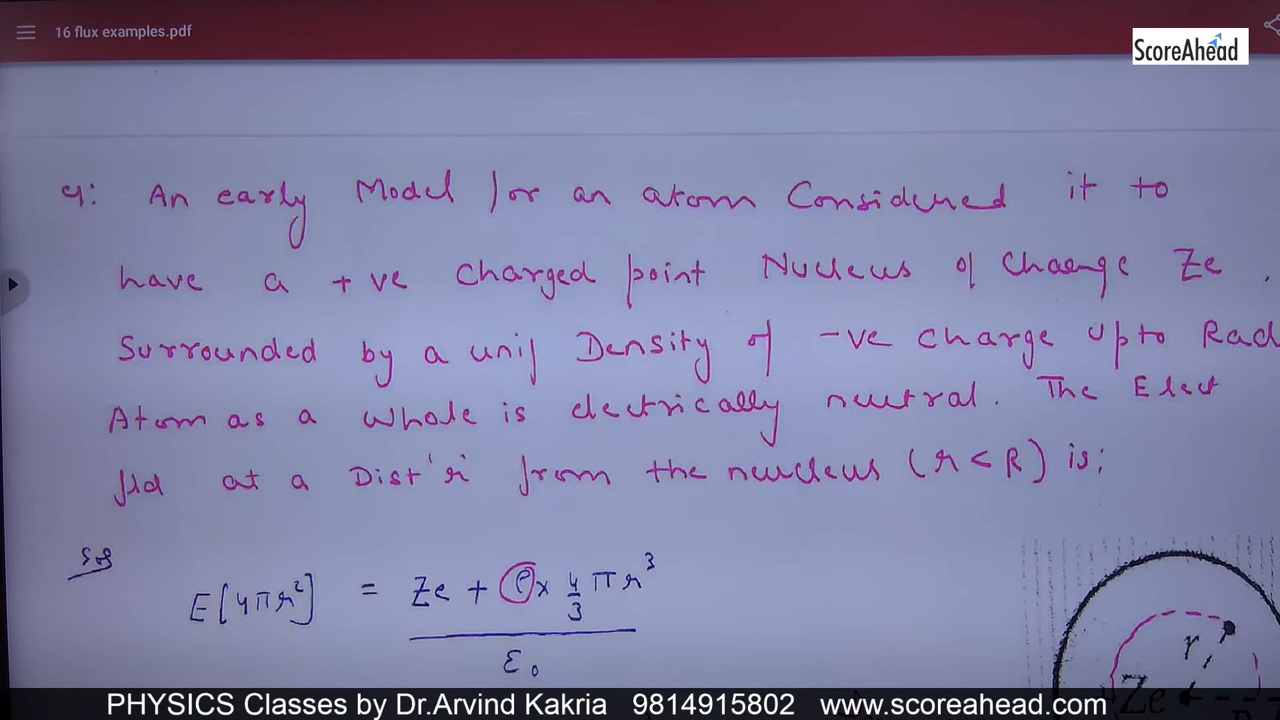 16 flux examples.pdf
ScoreAhead
9: An early Model for an atom Considered it to
have a +ve charged point Nucleus of Charge Ze.
Surrounded by a unif Density of -ve charge upto Rad
Atom as a whole is electrically neutral. The Elect
fld at a Dist 'r' from the nucleus (r<R) is:
Sol
E[4πr²] = Ze + ρ × 4/3 πr³
ε₀
r
Ze
PHYSICS Classes by Dr.Arvind Kakria 9814915802 www.scoreahead.com